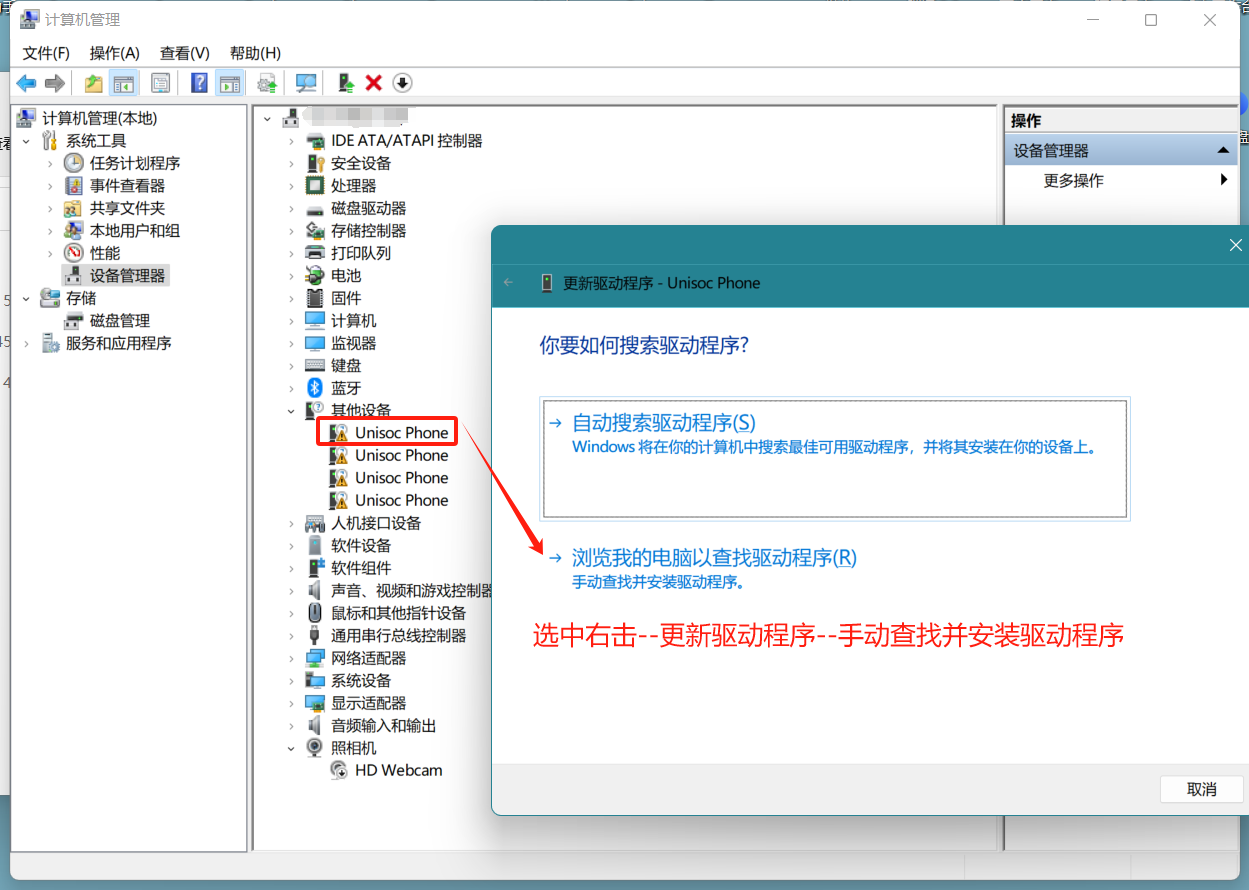 计算机管理
文件(F) 操作(A) 查看(V) 帮助(H)
计算机管理(本地)
系统工具
任务计划程序
事件查看器
共享文件夹
本地用户和组
性能
设备管理器
存储
磁盘管理
服务和应用程序
IDE ATA/ATAPI 控制器
安全设备
处理器
磁盘驱动器
存储控制器
打印队列
电池
固件
计算机
监视器
键盘
蓝牙
其他设备
Unisoc Phone
Unisoc Phone
Unisoc Phone
Unisoc Phone
人机接口设备
软件设备
软件组件
声音、视频和游戏控制器
鼠标和其他指针设备
通用串行总线控制器
网络适配器
系统设备
显示适配器
音频输入和输出
照相机
HD Webcam
操作
设备管理器
更多操作
更新驱动程序 - Unisoc Phone
你要如何搜索驱动程序?
自动搜索驱动程序(S)
Windows 将在你的计算机中搜索最佳可用驱动程序，并将其安装在你的设备上。
浏览我的电脑以查找驱动程序(R)
手动查找并安装驱动程序。
选中右击--更新驱动程序--手动查找并安装驱动程序
取消